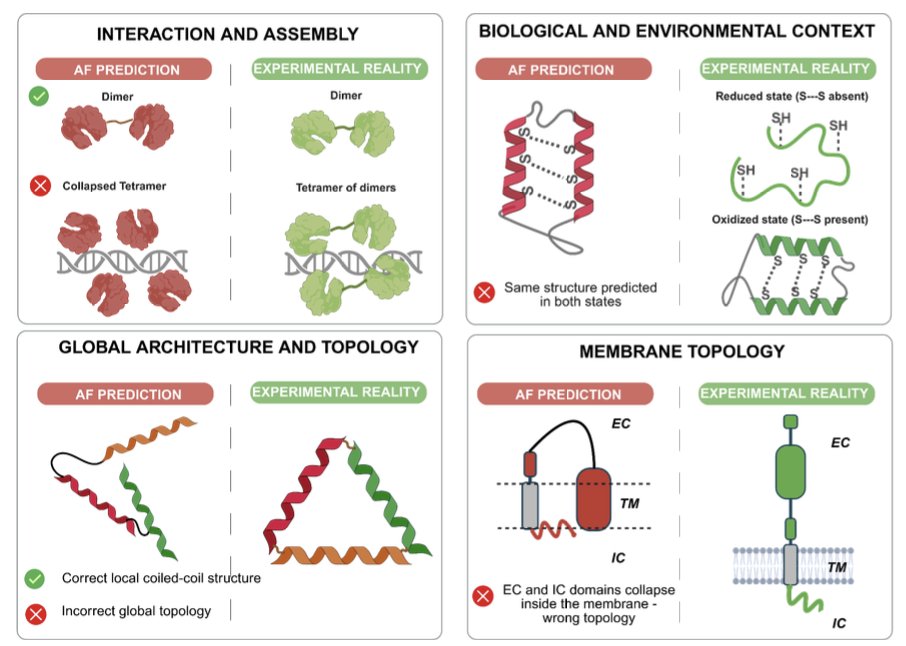 INTERACTION AND ASSEMBLY
AF PREDICTION
EXPERIMENTAL REALITY
Dimer
Dimer
Collapsed Tetramer
Tetramer of dimers
BIOLOGICAL AND ENVIRONMENTAL CONTEXT
AF PREDICTION
EXPERIMENTAL REALITY
S
S
S
S
S
S
Same structure predicted
in both states
Reduced state (S---S absent)
SH
SH
SH
SH
Oxidized state (S---S present)
S
S
S
S
S
S
GLOBAL ARCHITECTURE AND TOPOLOGY
AF PREDICTION
EXPERIMENTAL REALITY
Correct local coiled-coil structure
Incorrect global topology
MEMBRANE TOPOLOGY
AF PREDICTION
EXPERIMENTAL REALITY
EC
TM
IC
EC and IC domains collapse
inside the membrane -
wrong topology
EC
TM
IC